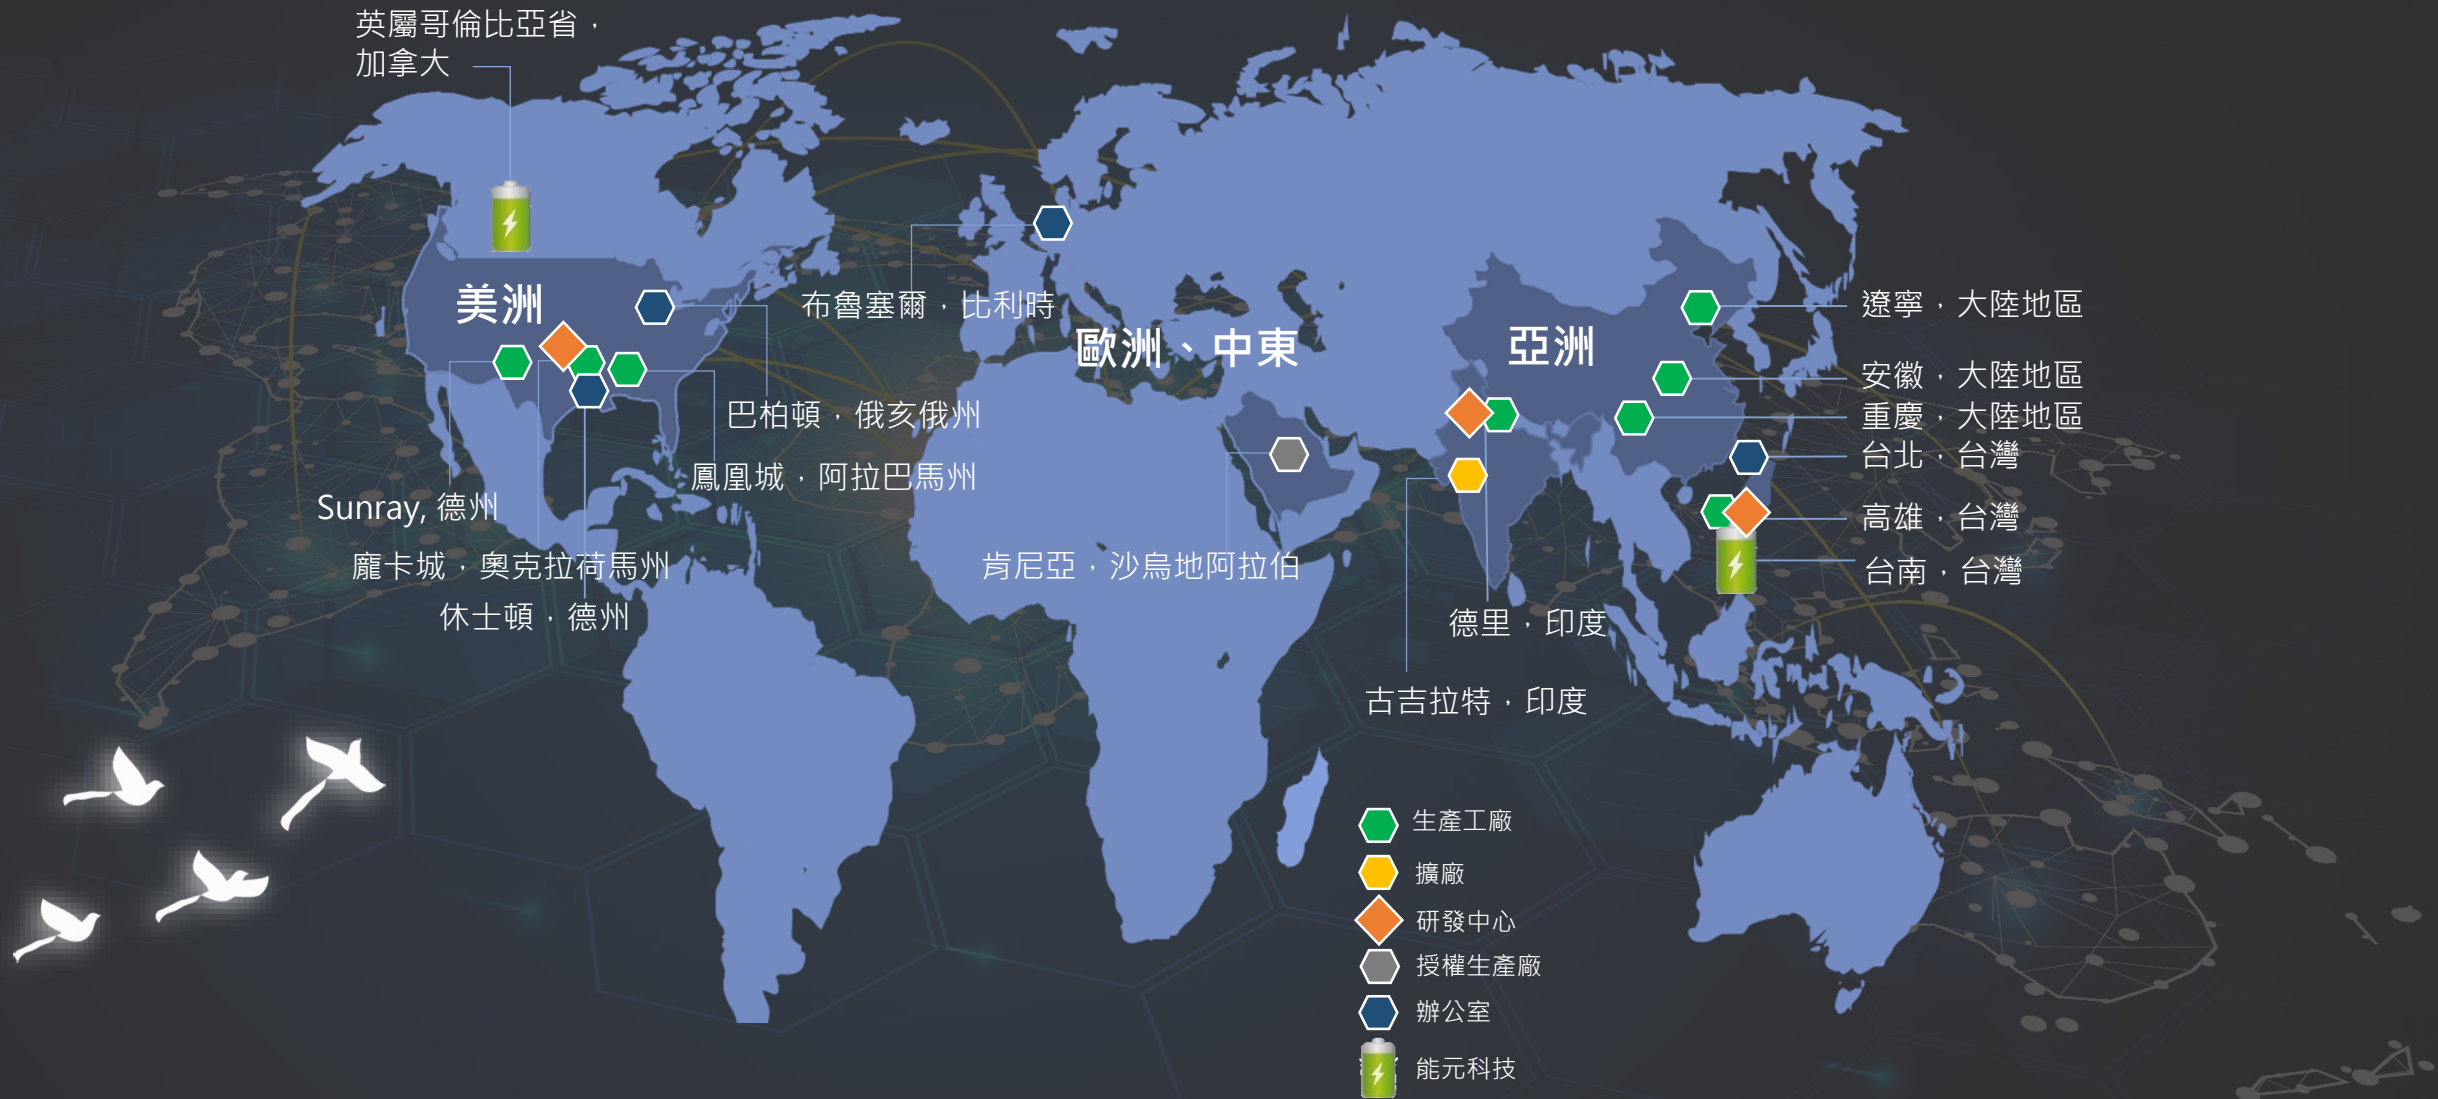 英屬哥倫比亞省，
加拿大
美洲
布魯塞爾，比利時
歐洲、中東
亞洲
遼寧，大陸地區
安徽，大陸地區
重慶，大陸地區
台北，台灣
高雄，台灣
台南，台灣
巴柏頓，俄亥俄州
鳳凰城，阿拉巴馬州
Sunray, 德州
龐卡城，奧克拉荷馬州
休士頓，德州
肯尼亞，沙烏地阿拉伯
德里，印度
古吉拉特，印度
生產工廠
擴廠
研發中心
授權生產廠
辦公室
能元科技